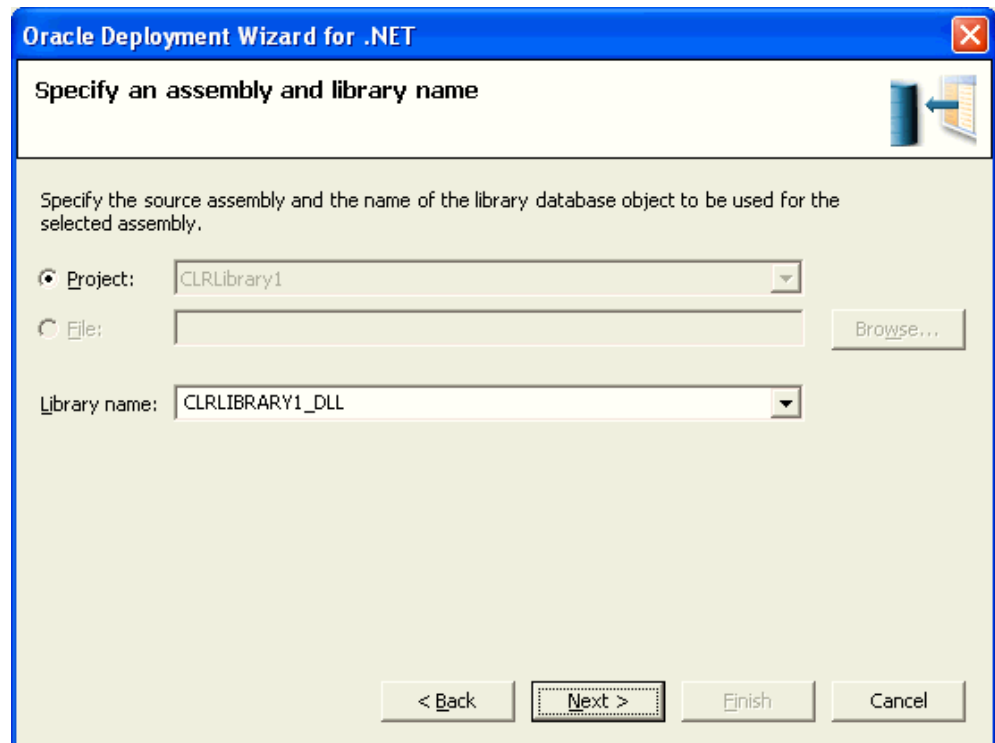 Oracle Deployment Wizard for .NET
Specify an assembly and library name
Specify the source assembly and the name of the library database object to be used for the
selected assembly.
Project: CLRLibrary1
File: Browse...
Library name: CLRLIBRARY1_DLL
< Back Next > Finish Cancel